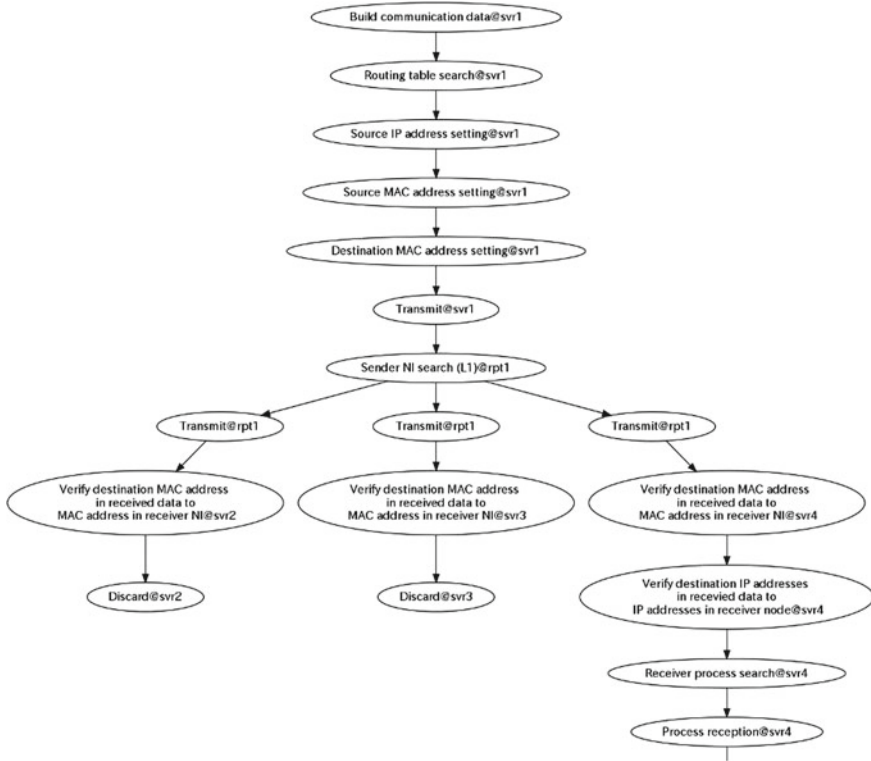 Build communication data@svr1
Routing table search@svr1
Source IP address setting@svr1
Source MAC address setting@svr1
Destination MAC address setting@svr1
Transmit@svr1
Sender NI search (L1)@rpt1
Transmit@rpt1
Transmit@rpt1
Transmit@rpt1
Verify destination MAC address
in received data to
MAC address in receiver NI@svr2
Verify destination MAC address
in received data to
MAC address in receiver NI@svr3
Verify destination MAC address
in received data to
MAC address in receiver NI@svr4
Discard@svr2
Discard@svr3
Verify destination IP addresses
in recevied data to
IP addresses in receiver node@svr4
Receiver process search@svr4
Process reception@svr4